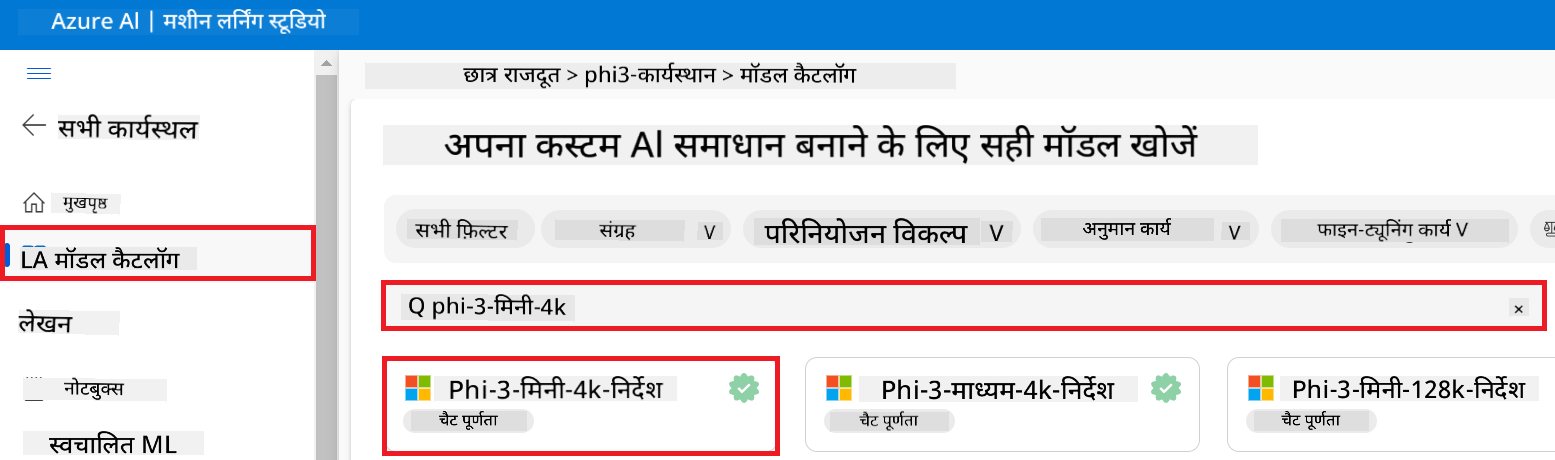 Azure Al | मशीन लर्निंग स्टूडियो
छात्र राजदूत > phi3-कार्यस्थान > मॉडल कैटलॉग
सभी कार्यस्थल
मुखपृष्ठ
LA मॉडल कैटलॉग
लेखन
नोटबुक्स
स्वचालित ML
अपना कस्टम Al समाधान बनाने के लिए सही मॉडल खोजें
सभी फ़िल्टर संग्रह V परिनियोजन विकल्प V अनुमान कार्य V फाइन-ट्यूनिंग कार्य V
Q phi-3-मिनी-4k ×
Phi-3-मिनी-4k-निर्देश
चैट पूर्णता
Phi-3-माध्यम-4k-निर्देश
चैट पूर्णता
Phi-3-मिनी-128k-निर्देश
चैट पूर्णता